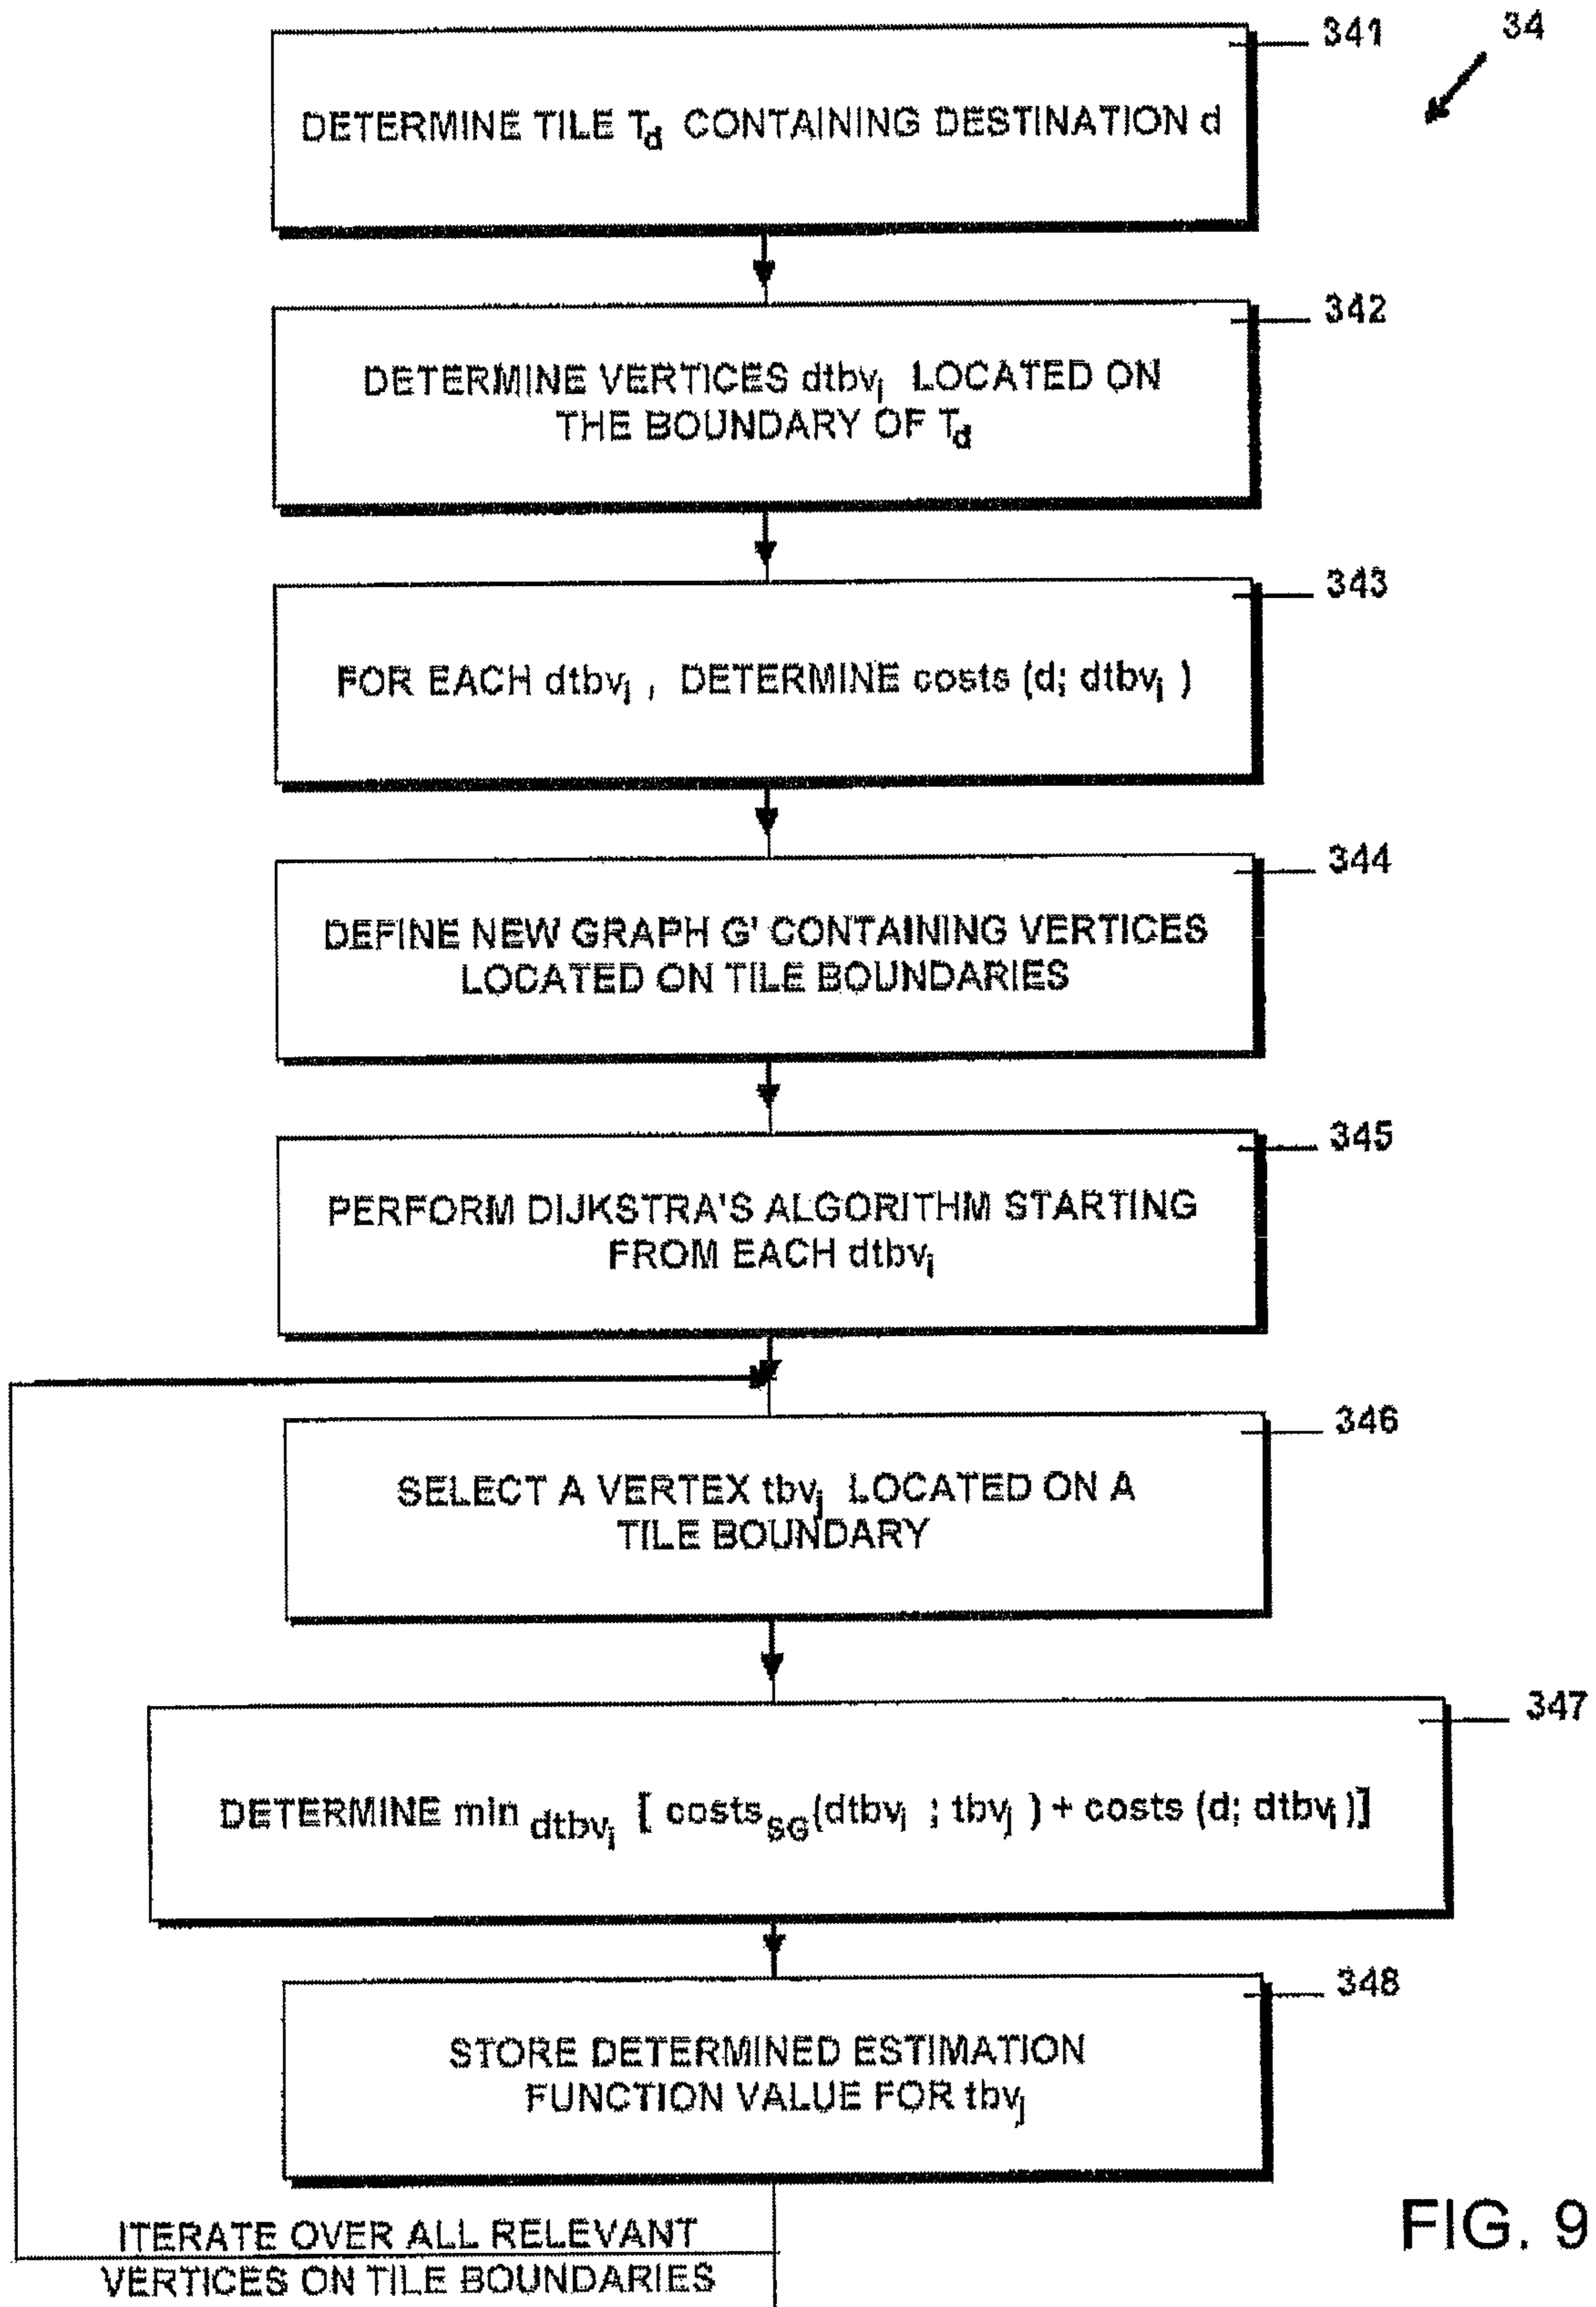 34
341
DETERMINE TILE Td CONTAINING DESTINATION d
342
DETERMINE VERTICES dtbvi LOCATED ON
THE BOUNDARY OF Td
343
FOR EACH dtbvi , DETERMINE costs (d; dtbvi )
344
DEFINE NEW GRAPH G' CONTAINING VERTICES
LOCATED ON TILE BOUNDARIES
345
PERFORM DIJKSTRA'S ALGORITHM STARTING
FROM EACH dtbvi
346
SELECT A VERTEX tbvj LOCATED ON A
TILE BOUNDARY
347
DETERMINE min dtbvi [ costsSG(dtbvi ; tbvj ) + costs (d; dtbvi)]
348
STORE DETERMINED ESTIMATION
FUNCTION VALUE FOR tbvj
ITERATE OVER ALL RELEVANT
VERTICES ON TILE BOUNDARIES
FIG. 9